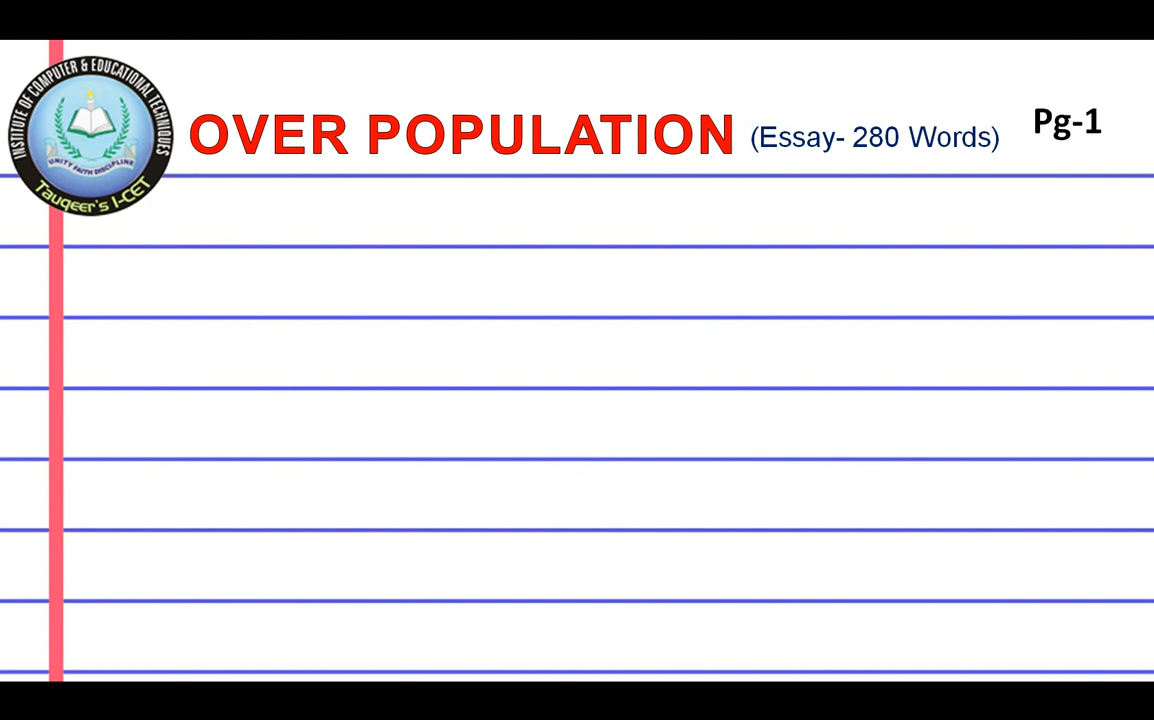 INSTITUTE OF COMPUTER & EDUCATIONAL TECHNIQUES
UNITY FAITH DISCIPLINE
Tauqeer's I-CET
OVER POPULATION (Essay- 280 Words) Pg-1